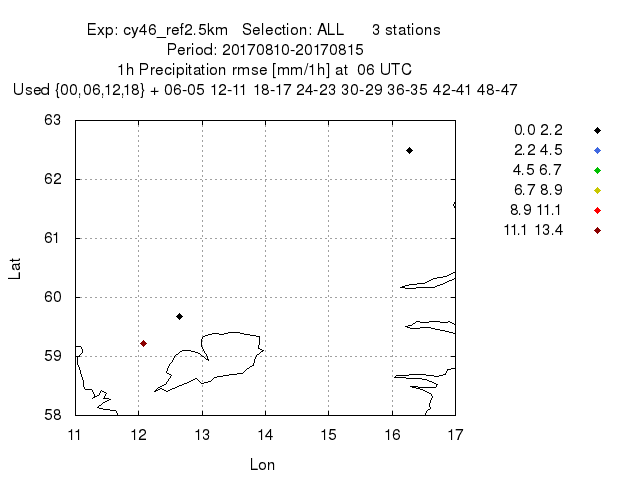 Exp: cy46_ref2.5km   Selection: ALL      3 stations
Period: 20170810-20170815
1h Precipitation rmse [mm/1h] at  06 UTC
Used {00,06,12,18} + 06-05 12-11 18-17 24-23 30-29 36-35 42-41 48-47
0.0 2.2
2.2 4.5
4.5 6.7
6.7 8.9
8.9 11.1
11.1 13.4
63
62
61
60
59
58
Lat
11 12 13 14 15 16 17
Lon